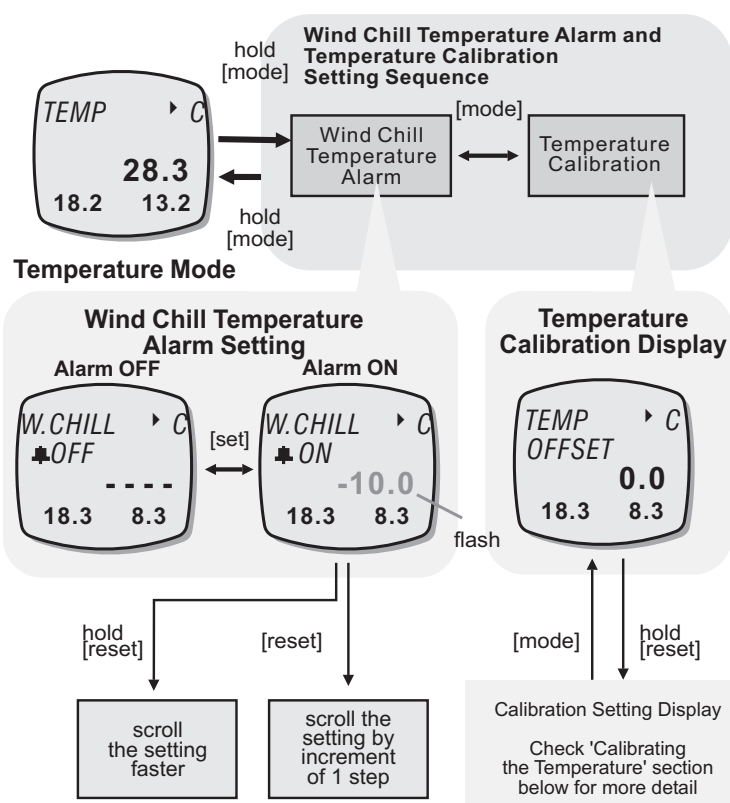 hold
[mode]
Wind Chill Temperature Alarm and
Temperature Calibration
Setting Sequence
TEMP C
28.3
18.2 13.2
Wind Chill
Temperature
Alarm
[mode]
Temperature
Calibration
hold
[mode]
Temperature Mode
Wind Chill Temperature
Alarm Setting
Alarm OFF
Alarm ON
W.CHILL C
OFF
- - - -
18.3 8.3
[set]
W.CHILL C
ON
-10.0
18.3 8.3
flash
Temperature
Calibration Display
TEMP C
OFFSET
0.0
18.3 8.3
hold
[reset]
[reset]
[mode]
hold
[reset]
scroll
the setting
faster
scroll the
setting by
increment
of 1 step
Calibration Setting Display
Check 'Calibrating
the Temperature' section
below for more detail